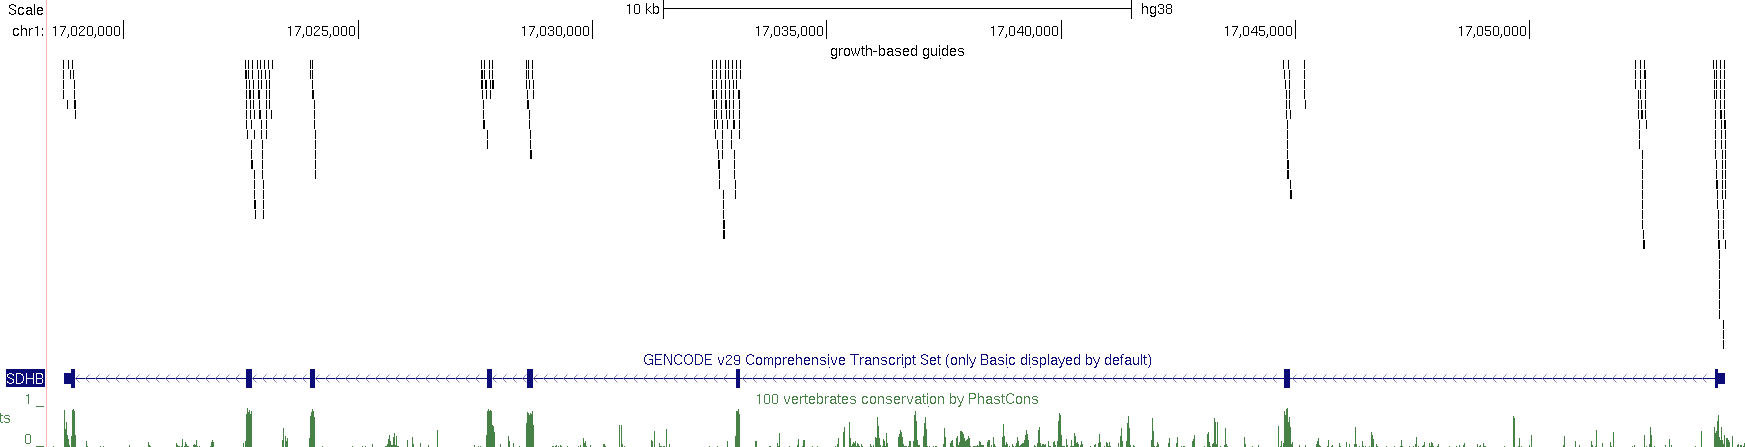 Scale 10 kb hg38
chr1: 17,020,000 17,025,000 17,030,000 17,035,000 17,040,000 17,045,000 17,050,000
growth-based guides
GENCODE v29 Comprehensive Transcript Set (only Basic displayed by default)
SDHB
100 vertebrates conservation by PhastCons
1
ts
0